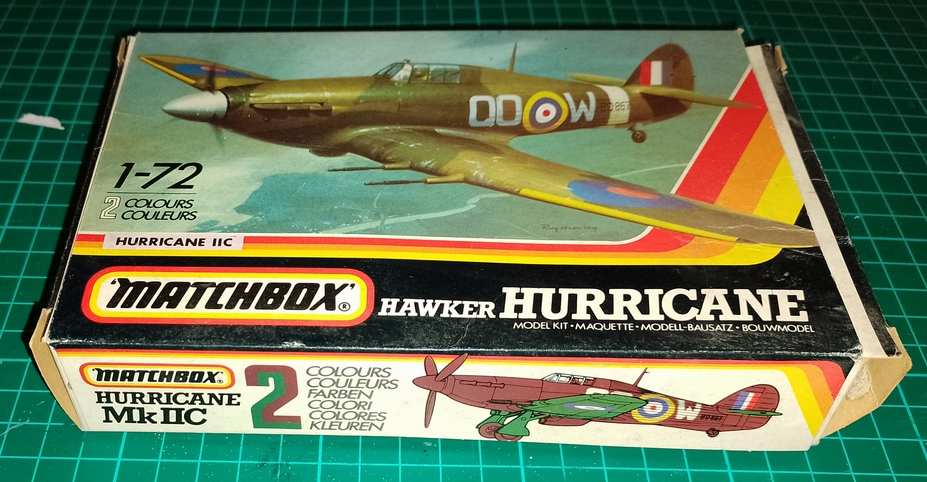 QO W
BD867
1-72
2 COLOURS
COULEURS
HURRICANE IIC
'MATCHBOX'®
HAWKER HURRICANE
MODEL KIT • MAQUETTE • MODELL-BAUSATZ • BOUWMODEL
'MATCHBOX'®
HURRICANE
Mk IIC
2
COLOURS
COULEURS
FARBEN
COLORI
COLORES
KLEUREN
W